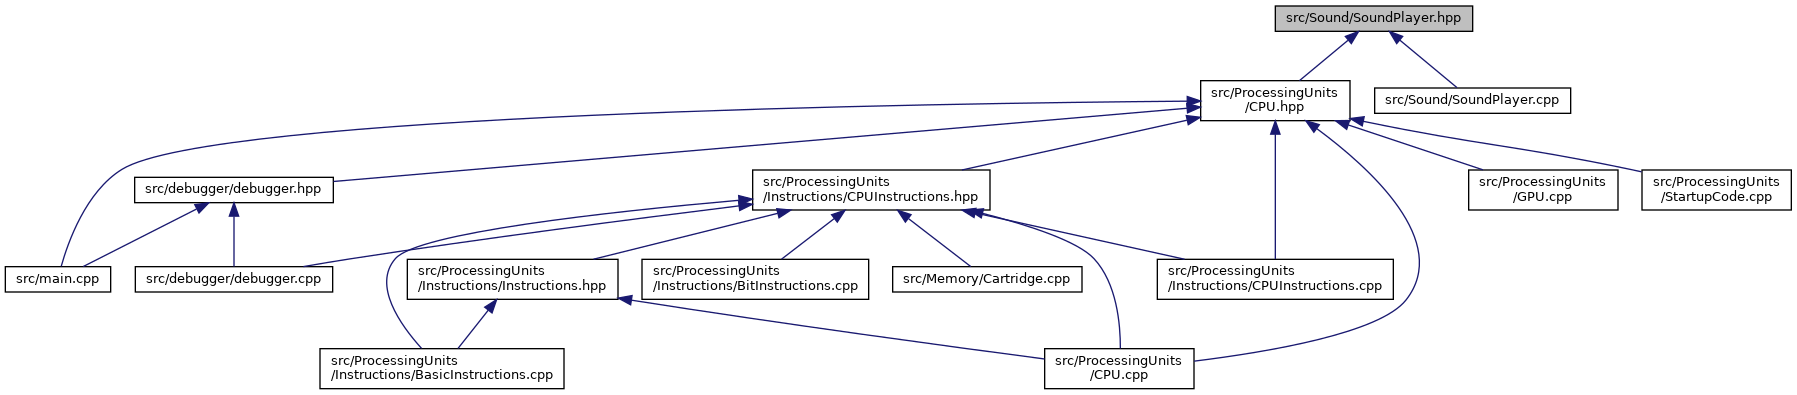 src/Sound/SoundPlayer.hpp
src/ProcessingUnits
/CPU.hpp
src/Sound/SoundPlayer.cpp
src/debugger/debugger.hpp
src/ProcessingUnits
/Instructions/CPUInstructions.hpp
src/ProcessingUnits
/GPU.cpp
src/ProcessingUnits
/StartupCode.cpp
src/main.cpp
src/debugger/debugger.cpp
src/ProcessingUnits
/Instructions/Instructions.hpp
src/ProcessingUnits
/Instructions/BitInstructions.cpp
src/Memory/Cartridge.cpp
src/ProcessingUnits
/Instructions/CPUInstructions.cpp
src/ProcessingUnits
/Instructions/BasicInstructions.cpp
src/ProcessingUnits
/CPU.cpp